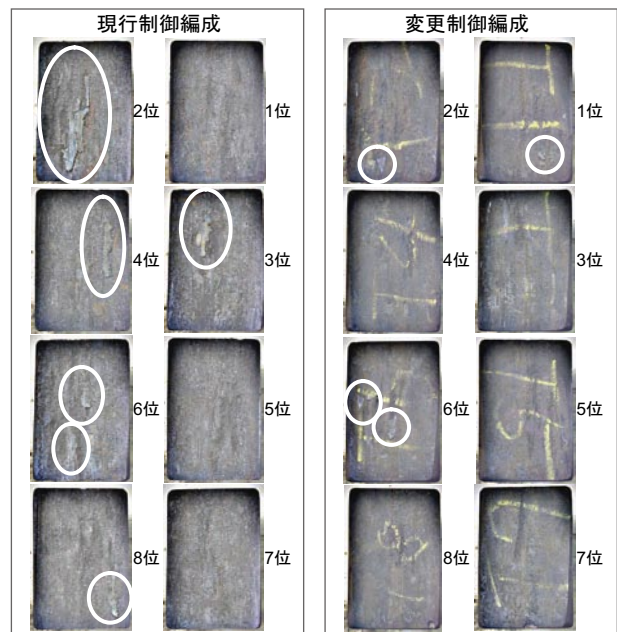 現行制御編成 変更制御編成
2位 1位 2位 1位
4位 3位 4位 3位
6位 5位 6位 5位
8位 7位 8位 7位